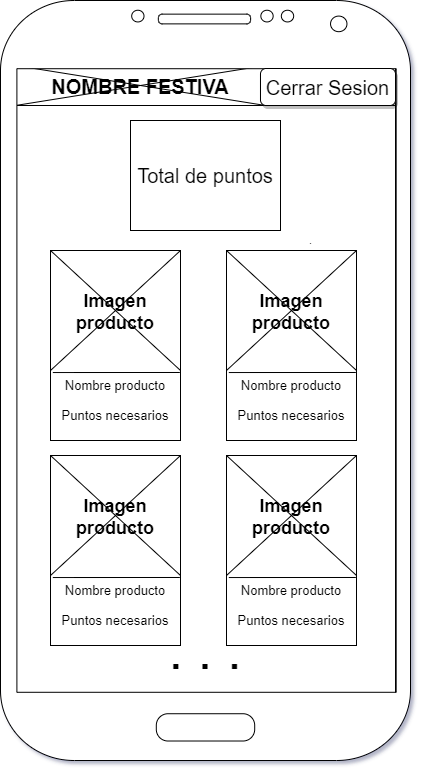 NOMBRE FESTIVA
Cerrar Sesion
Total de puntos
Imagen
producto
Nombre producto
Puntos necesarios
Imagen
producto
Nombre producto
Puntos necesarios
Imagen
producto
Nombre producto
Puntos necesarios
Imagen
producto
Nombre producto
Puntos necesarios
. . .